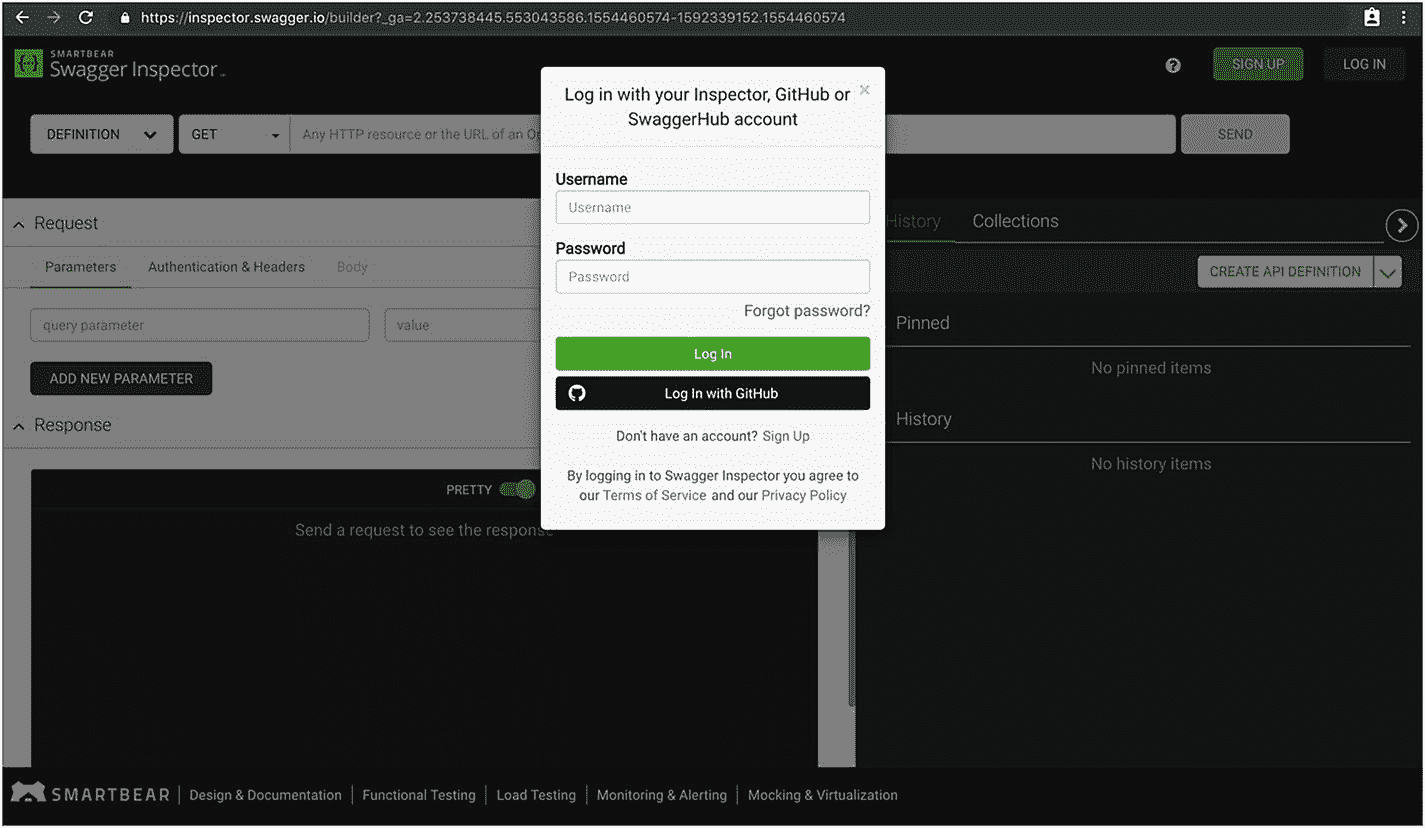 https://inspector.swagger.io/builder?_ga=2.253738445.553043586.1554460574-1592339152.1554460574
SMARTBEAR
Swagger Inspector
SIGN UP
LOG IN
Log in with your Inspector, GitHub or
SwaggerHub account
DEFINITION
GET
Any HTTP resource or the URL of an
SEND
Username
Username
Request
History
Collections
Password
Parameters
Authentication & Headers
Body
Password
CREATE API DEFINITION
Forgot password?
query parameter
value
Pinned
Log In
No pinned items
ADD NEW PARAMETER
Log In with GitHub
Response
History
Don't have an account? Sign Up
No history items
By logging in to Swagger Inspector you agree to
our Terms of Service and our Privacy Policy
PRETTY
Send a request to see the response
SMARTBEAR
Design & Documentation
Functional Testing
Load Testing
Monitoring & Alerting
Mocking & Virtualization